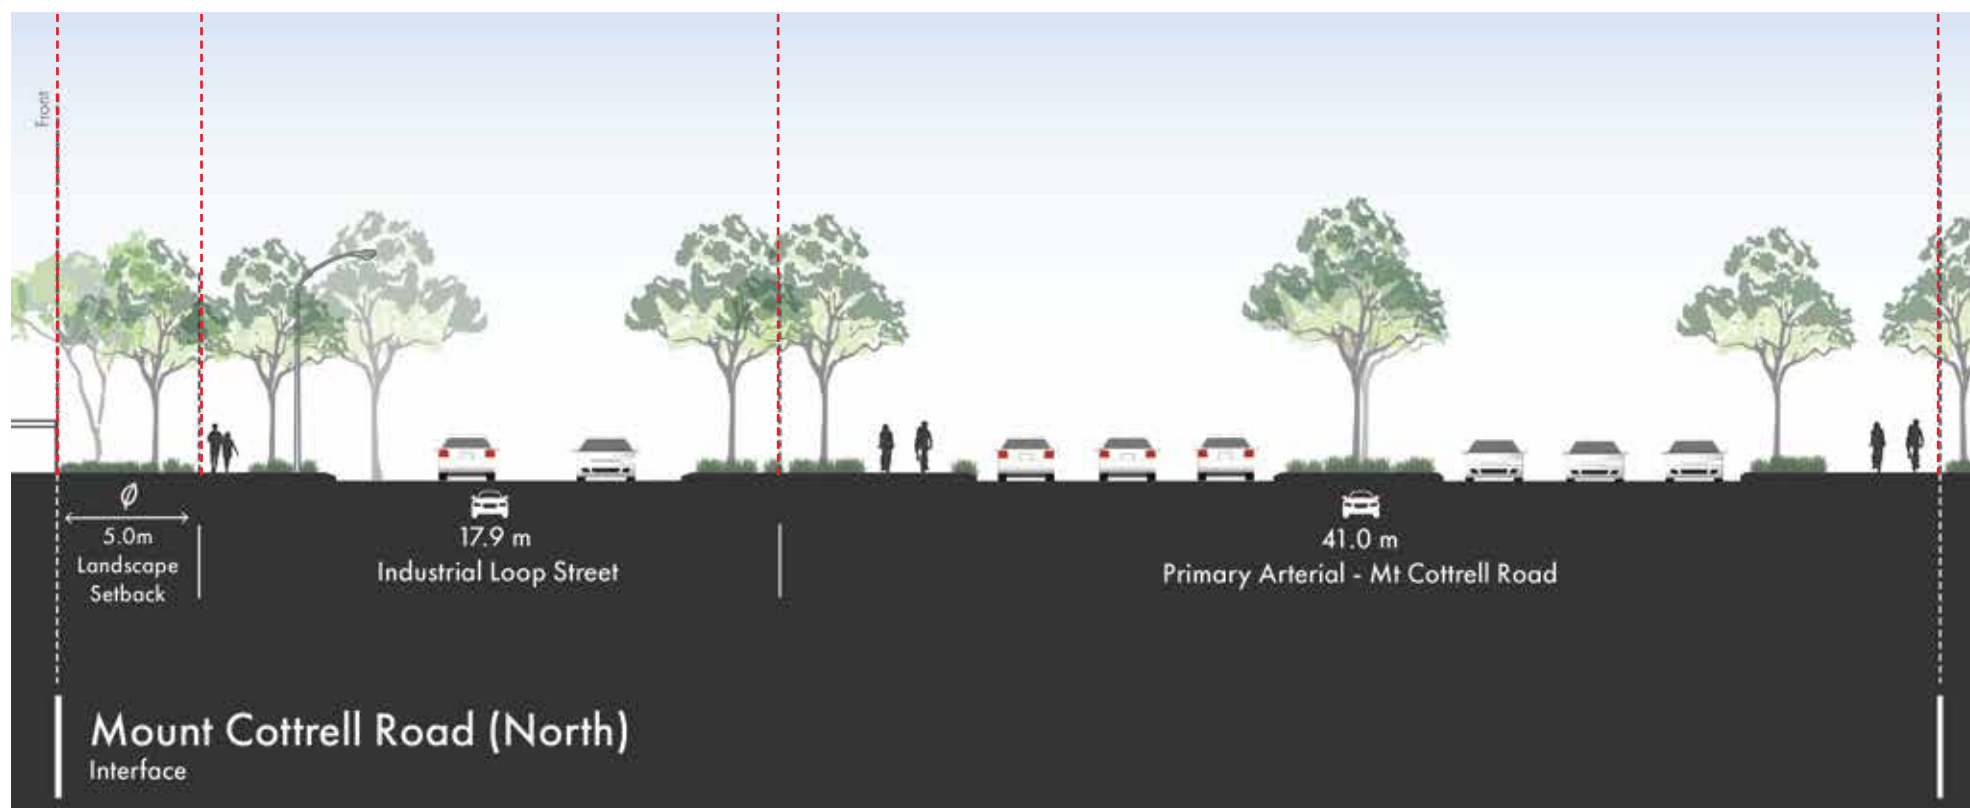 Front
5.0m
Landscape
Setback
17.9 m
Industrial Loop Street
41.0 m
Primary Arterial - Mt Cottrell Road
Mount Cottrell Road (North)
Interface